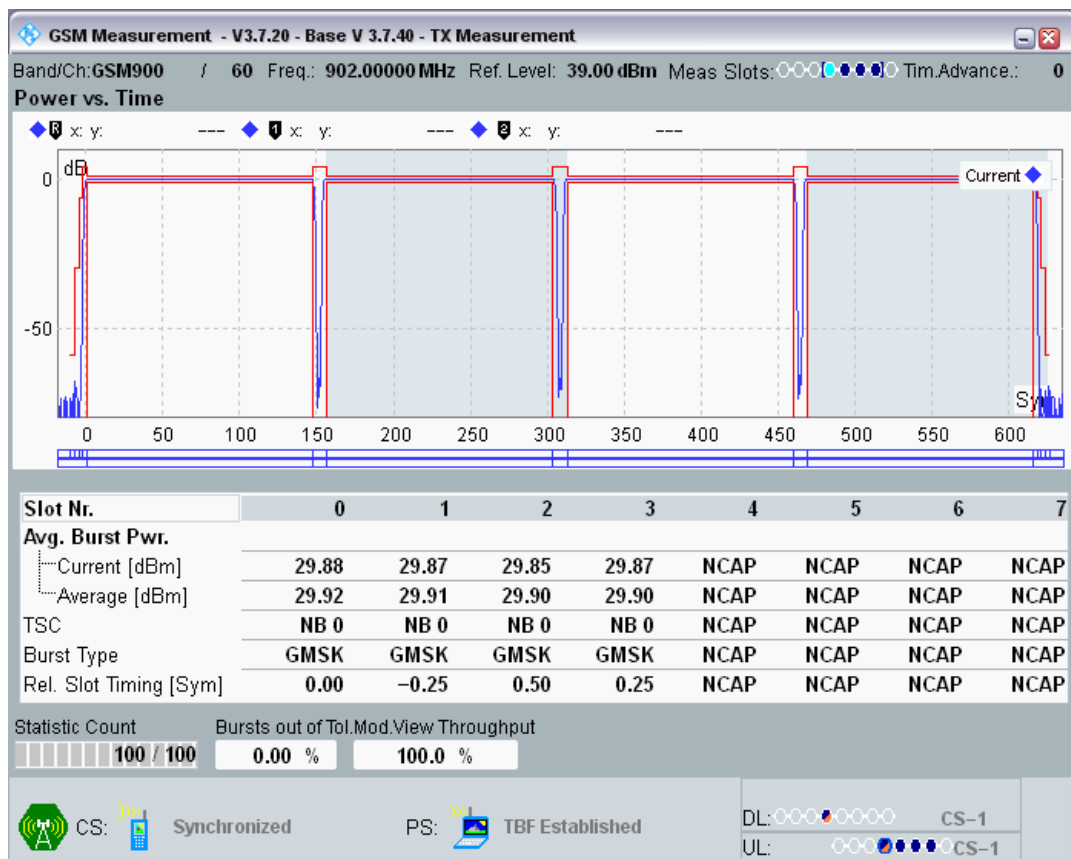 GSM Measurement - V3.7.20 - Base V 3.7.40 - TX Measurement
Band/Ch:GSM900 / 60 Freq.: 902.00000 MHz Ref. Level: 39.00 dBm Meas Slots: Tim.Advance.: 0
Power vs. Time
R x: y: --- 1 x: y: --- 2 x: y: ---
dB
Current
0
-50
0 50 100 150 200 250 300 350 400 450 500 550 600
Slot Nr. 0 1 2 3 4 5 6 7
Avg. Burst Pwr.
Current [dBm] 29.88 29.87 29.85 29.87 NCAP NCAP NCAP NCAP
Average [dBm] 29.92 29.91 29.90 29.90 NCAP NCAP NCAP NCAP
TSC NB 0 NB 0 NB 0 NB 0 NCAP NCAP NCAP NCAP
Burst Type GMSK GMSK GMSK GMSK NCAP NCAP NCAP NCAP
Rel. Slot Timing [Sym] 0.00 −0.25 0.50 0.25 NCAP NCAP NCAP NCAP
Statistic Count Bursts out of Tol. Mod.View Throughput
100 / 100 0.00 % 100.0 %
CS: Synchronized PS: TBF Established
DL: CS−1
UL: CS−1